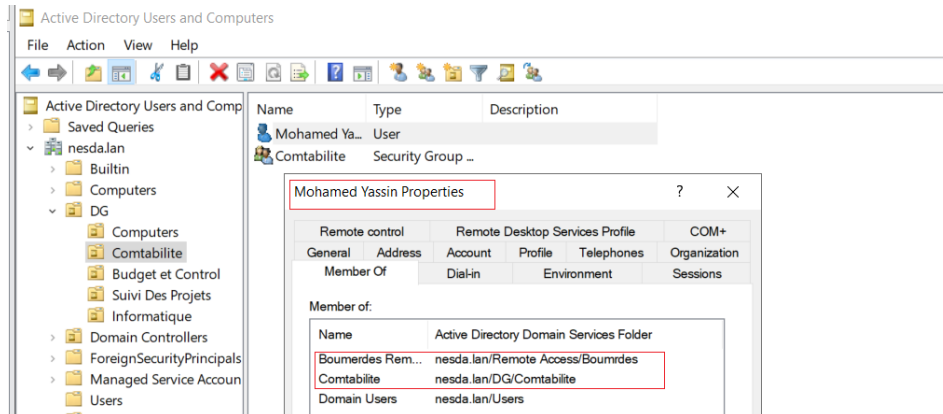 Active Directory Users and Computers
File Action View Help
Active Directory Users and Comp
Saved Queries
nesda.lan
Builtin
Computers
DG
Computers
Comtabilite
Budget et Control
Suivi Des Projets
Informatique
Domain Controllers
ForeignSecurityPrincipals
Managed Service Accoun
Users
Name Type Description
Mohamed Ya... User
Comtabilite Security Group ...
Mohamed Yassin Properties ?
Remote control Remote Desktop Services Profile COM+
General Address Account Profile Telephones Organization
Member Of Dial-in Environment Sessions
Member of:
Name Active Directory Domain Services Folder
Boumerdes Rem... nesda.lan/Remote Access/Boumrdes
Comtabilite nesda.lan/DG/Comtabilite
Domain Users nesda.lan/Users